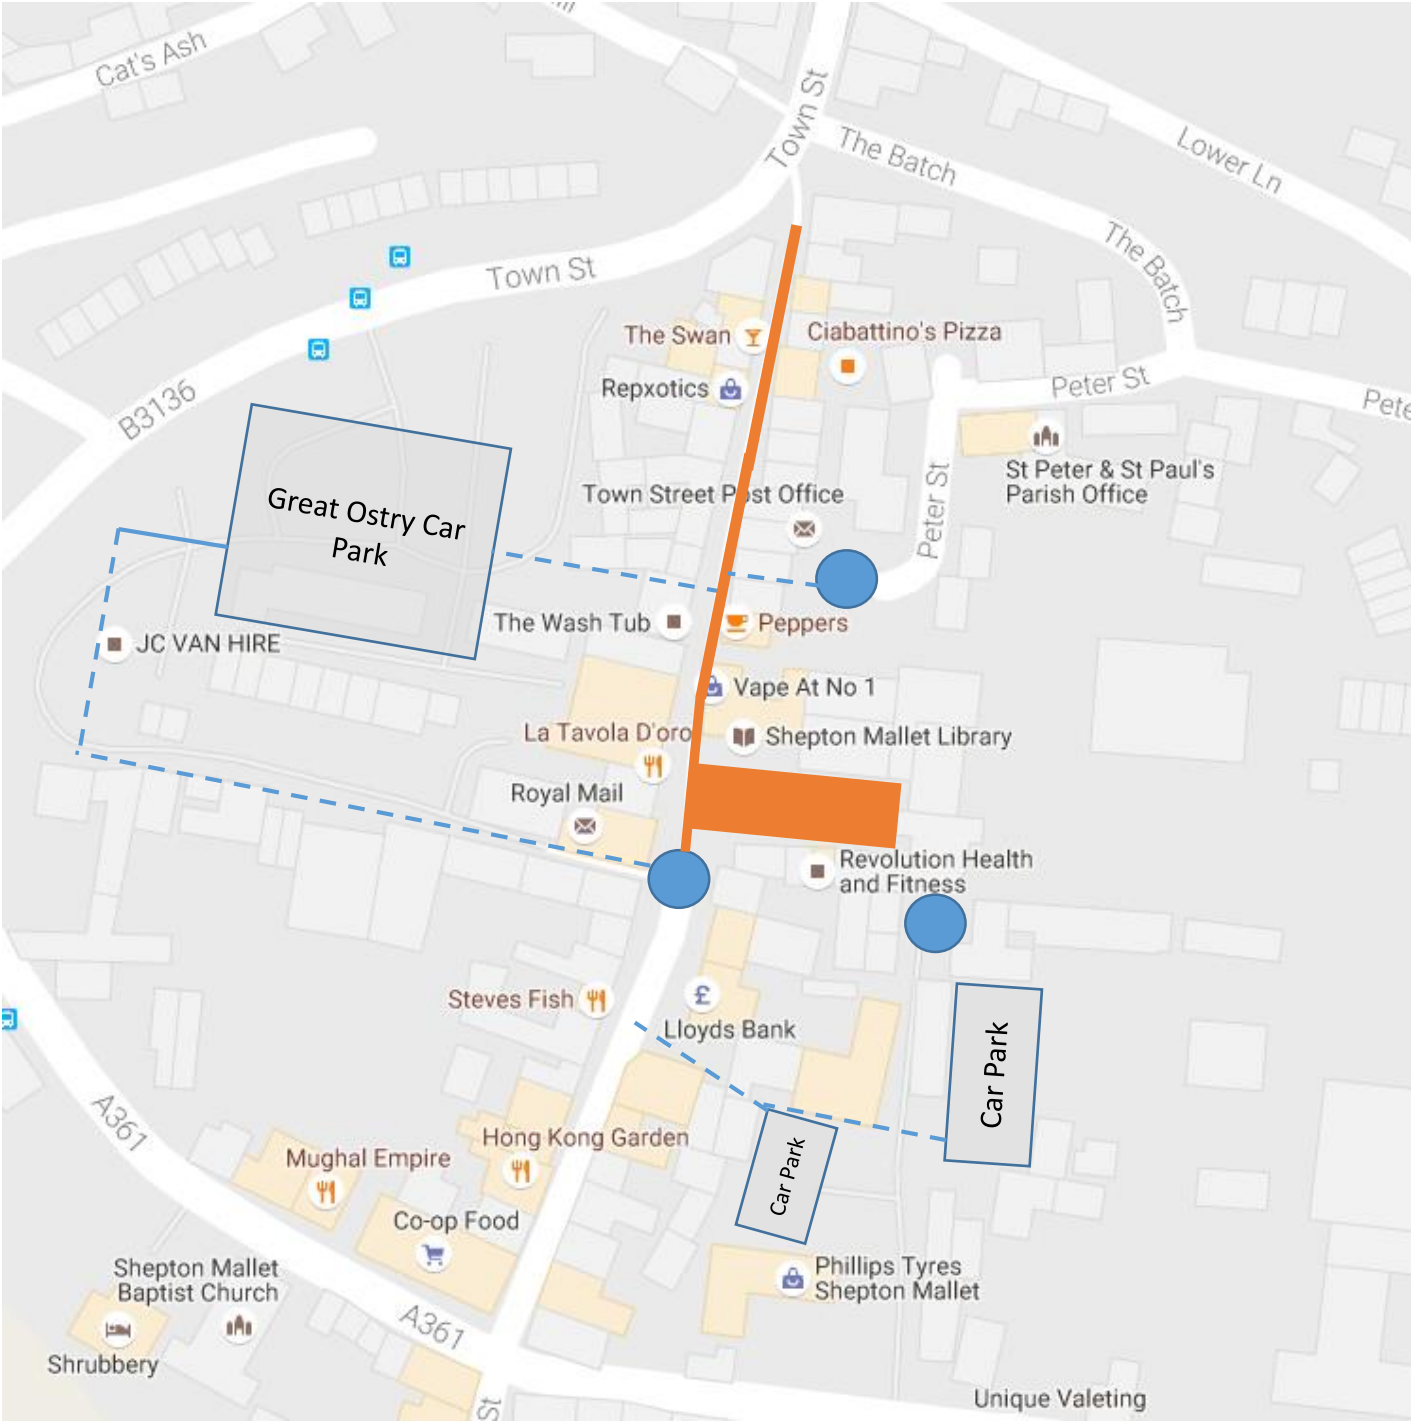 Cat's Ash
Town St
The Batch
Lower Ln
The Batch
Town St
The Swan
Ciabattino's Pizza
Repxotics
Peter St
Pete
B3136
St Peter & St Paul's
Parish Office
Town Street Post Office
Great Ostry Car
Park
Peter St
The Wash Tub
Peppers
JC VAN HIRE
Vape At No 1
La Tavola D'oro
Shepton Mallet Library
Royal Mail
Revolution Health
and Fitness
Steves Fish
£
Lloyds Bank
Car Park
A361
Hong Kong Garden
Mughal Empire
Car Park
Co-op Food
Shepton Mallet
Baptist Church
Phillips Tyres
Shepton Mallet
A361
Shrubbery
Unique Valeting
St